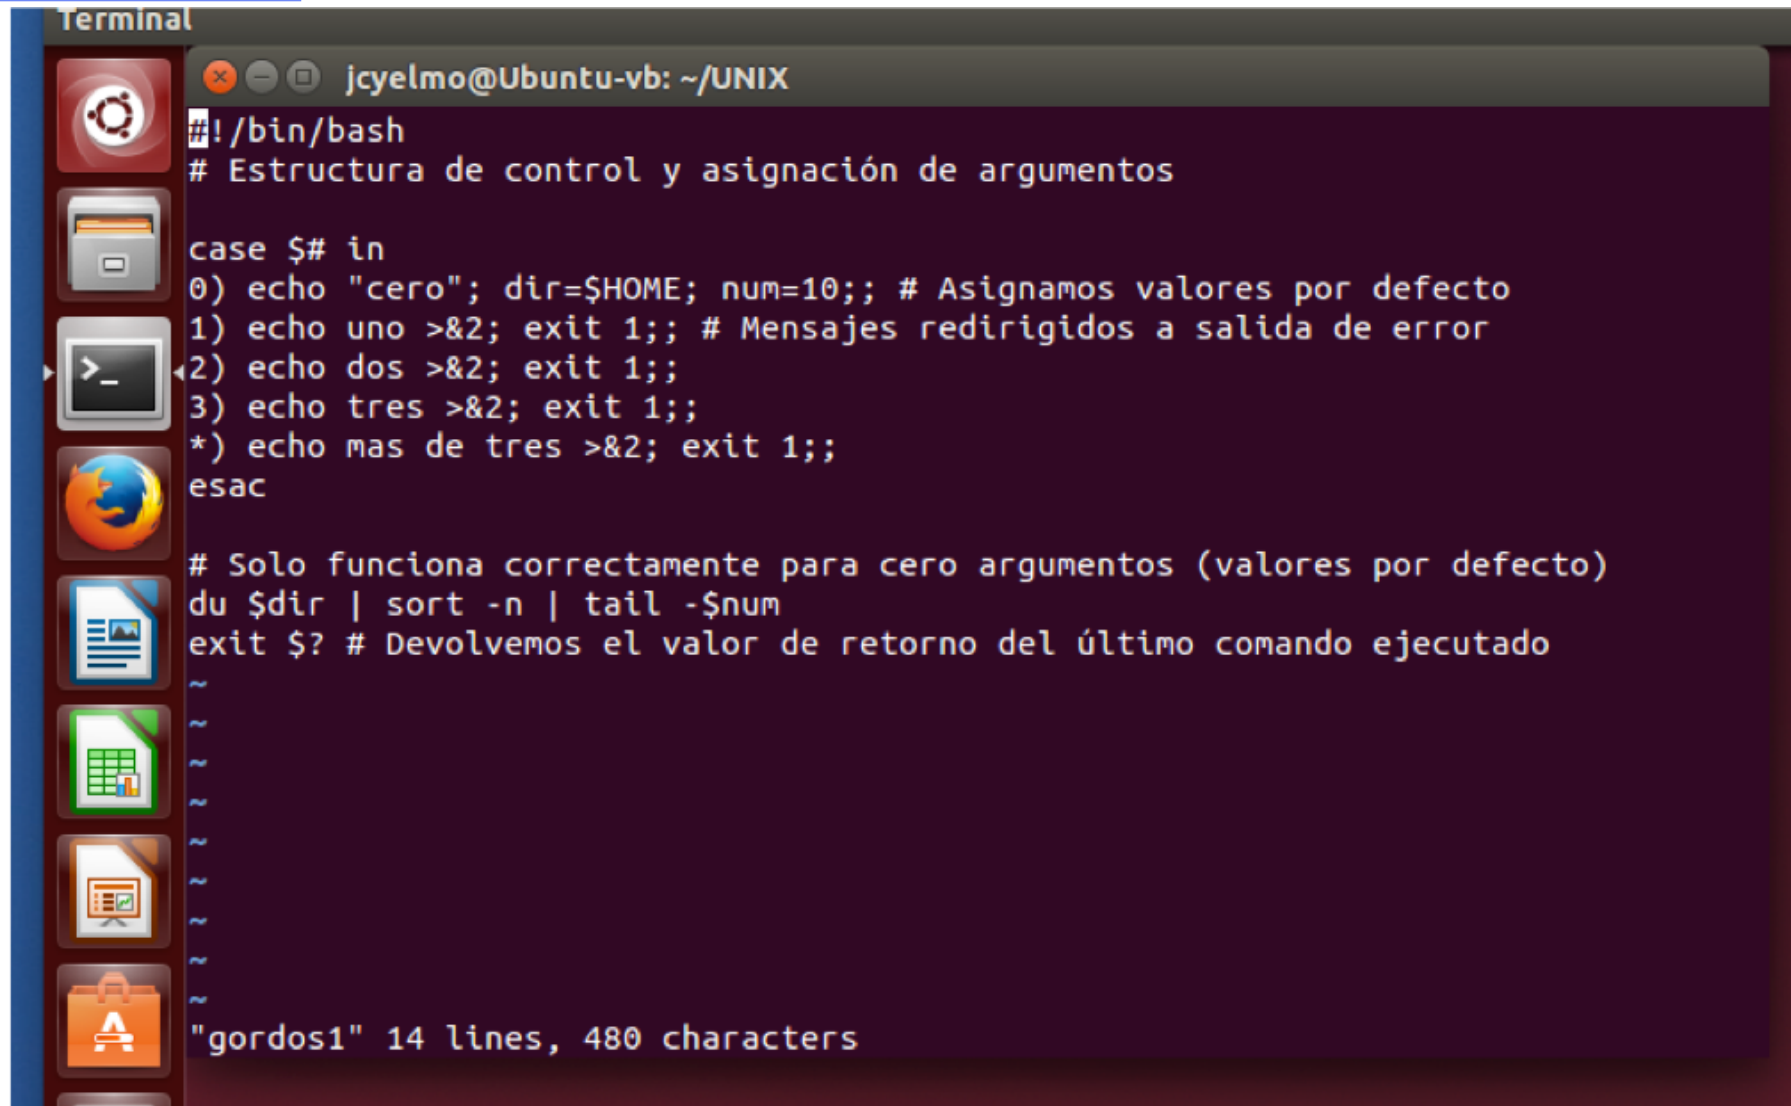 Terminal
jcyelmo@Ubuntu-vb: ~/UNIX
#!/bin/bash
# Estructura de control y asignación de argumentos
case $# in
0) echo "cero"; dir=$HOME; num=10;; # Asignamos valores por defecto
1) echo uno >&2; exit 1;; # Mensajes redirigidos a salida de error
2) echo dos >&2; exit 1;;
3) echo tres >&2; exit 1;;
*) echo mas de tres >&2; exit 1;;
esac
# Solo funciona correctamente para cero argumentos (valores por defecto)
du $dir | sort -n | tail -$num
exit $? # Devolvemos el valor de retorno del último comando ejecutado
~
~
~
~
~
~
~
~
~
"gordos1" 14 lines, 480 characters